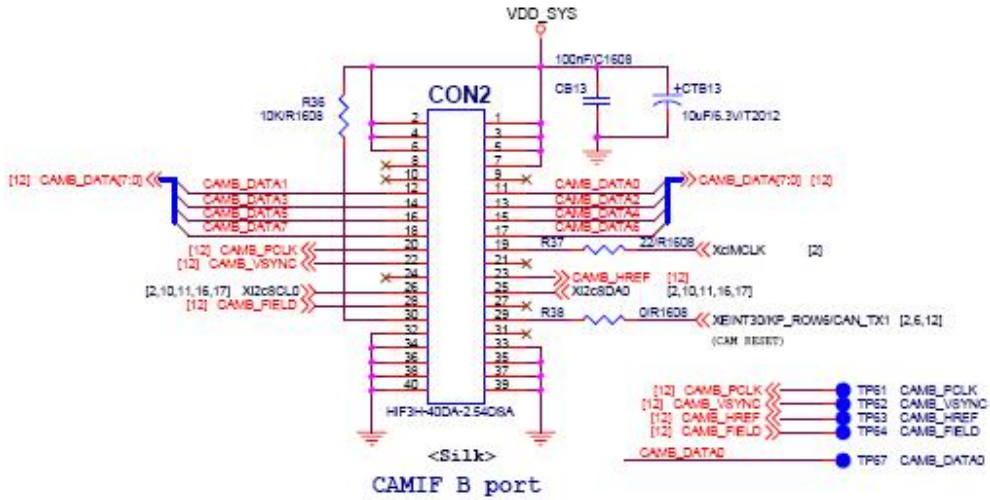 VDD_SYS
100nF/C1608
CB13
+CTB13
10uF/6.3V/T2012
R36
10K/R1608
CON2
2 1
4 3
6 5
8 7
10 9
12 11
14 13
16 15
18 17
20 19
22 21
24 23
26 25
28 27
30 29
32 31
34 33
36 35
38 37
40 39
[12] CAMB_DATA[7:0]
CAMB_DATA1
CAMB_DATA3
CAMB_DATA5
CAMB_DATA7
CAMB_DATA0
CAMB_DATA2
CAMB_DATA4
CAMB_DATA6
CAMB_DATA[7:0] [12]
[12] CAMB_PCLK
[12] CAMB_VSYNC
R37 22/R1608 XciMCLK [2]
CAMB_HREF [12]
[2,10,11,16,17] Xi2cSCL0
Xi2cSDA0 [2,10,11,16,17]
[12] CAMB_FIELD
R38 0/R1608 XEINT30/KP_ROW6/CAN_TX1 [2,6,12]
(CAM RESET)
HIF3H-40DA-2.54DSA
<Silk>
CAMIF B port
[12] CAMB_PCLK TP61 CAMB_PCLK
[12] CAMB_VSYNC TP62 CAMB_VSYNC
[12] CAMB_HREF TP63 CAMB_HREF
[12] CAMB_FIELD TP64 CAMB_FIELD
CAMB_DATA0 TP67 CAMB_DATA0